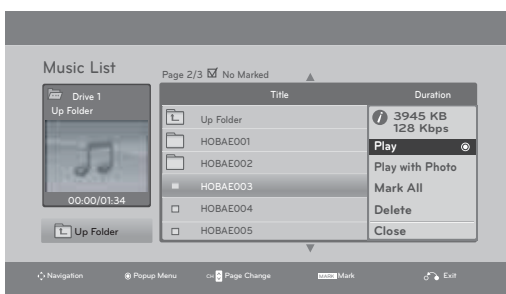 Music List
Page 2/3 No Marked
Drive 1
Up Folder
00:00/01:34
Up Folder
Title
Duration
Up Folder
HOBAE001
HOBAE002
HOBAE003
HOBAE004
HOBAE005
3945 KB
128 Kbps
Play
Play with Photo
Mark All
Delete
Close
Navigation
Popup Menu
CH Page Change
MARK Mark
Exit